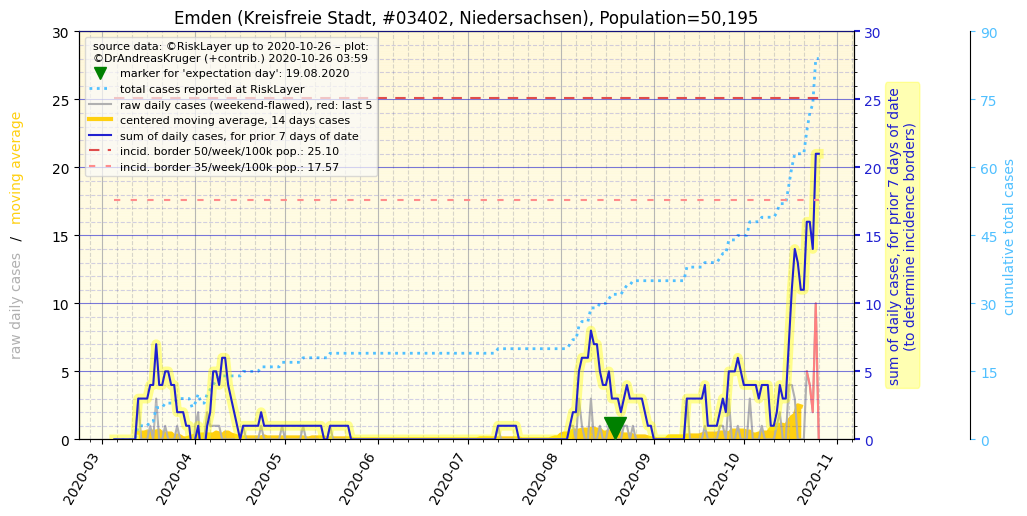 Emden (Kreisfreie Stadt, #03402, Niedersachsen), Population=50,195
source data: ©RiskLayer up to 2020-10-26 – plot:
©DrAndreasKruger (+contrib.) 2020-10-26 03:59
marker for 'expectation day': 19.08.2020
total cases reported at RiskLayer
raw daily cases (weekend-flawed), red: last 5
centered moving average, 14 days cases
sum of daily cases, for prior 7 days of date
incid. border 50/week/100k pop.: 25.10
incid. border 35/week/100k pop.: 17.57
raw daily cases / moving average
30
25
20
15
10
5
0
2020-03
2020-04
2020-05
2020-06
2020-07
2020-08
2020-09
2020-10
2020-11
30
25
20
15
10
5
0
sum of daily cases, for prior 7 days of date
(to determine incidence borders)
90
75
60
45
30
15
0
cumulative total cases